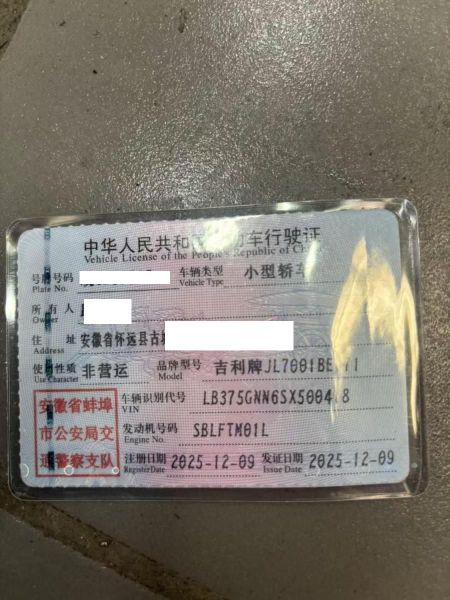 中华人民共和国机动车行驶证
Vehicle License of the People's Republic of
号牌号码 车辆类型 小型轿车
Plate No. Vehicle Type
所有人
Owner
住址 安徽省怀远县古
Address
使用性质 非营运 品牌型号 吉利牌JL7001BE
Use Character Model
安徽省蚌埠
市公安局交
通警察支队
车辆识别代号
VIN
发动机号码 SBLFTM01L
Engine No.
注册日期 2025-12-09 发证日期 2025-12-09
Register Date Issue Date